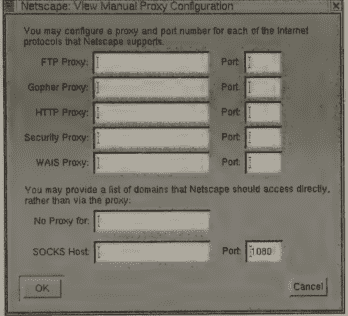 Netscape: View Manual Proxy Configuration
You may configure a proxy and port number for each of the Internet
protocols that Netscape supports.
FTP Proxy: Port:
Gopher Proxy: Port:
HTTP Proxy: Port:
Security Proxy: Port:
WAIS Proxy: Port:
You may provide a list of domains that Netscape should access directly,
rather than via the proxy:
No Proxy for:
SOCKS Host: Port: 1080
OK Cancel